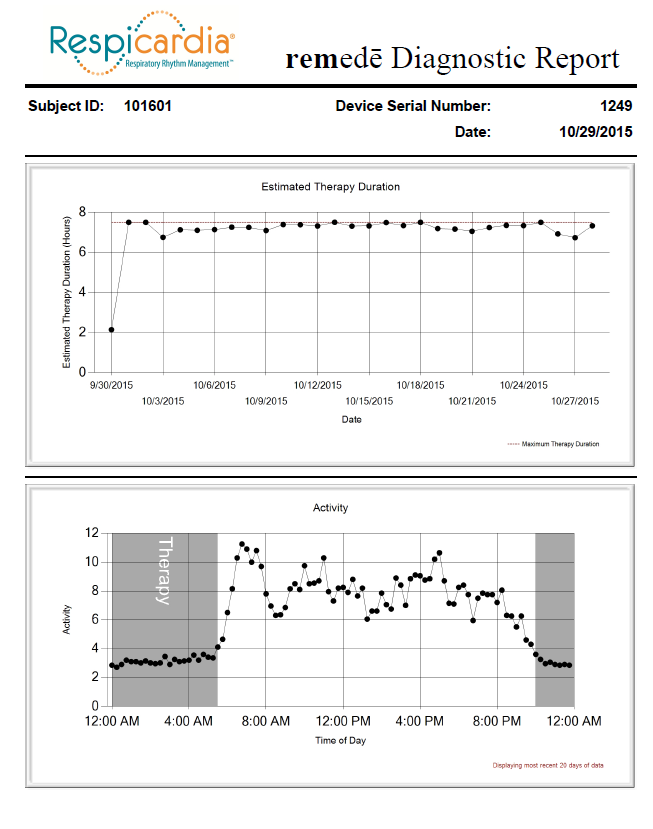 Respicardia®
Respiratory Rhythm Management™
remedē Diagnostic Report
Subject ID: 101601 Device Serial Number: 1249
Date: 10/29/2015
Estimated Therapy Duration
Estimated Therapy Duration (Hours)
8
6
4
2
0
9/30/2015 10/6/2015 10/12/2015 10/18/2015 10/24/2015
10/3/2015 10/9/2015 10/15/2015 10/21/2015 10/27/2015
Date
Maximum Therapy Duration
Activity
Activity
12
10
8
6
4
2
0
Therapy
12:00 AM 4:00 AM 8:00 AM 12:00 PM 4:00 PM 8:00 PM 12:00 AM
Time of Day
Displaying most recent 20 days of data